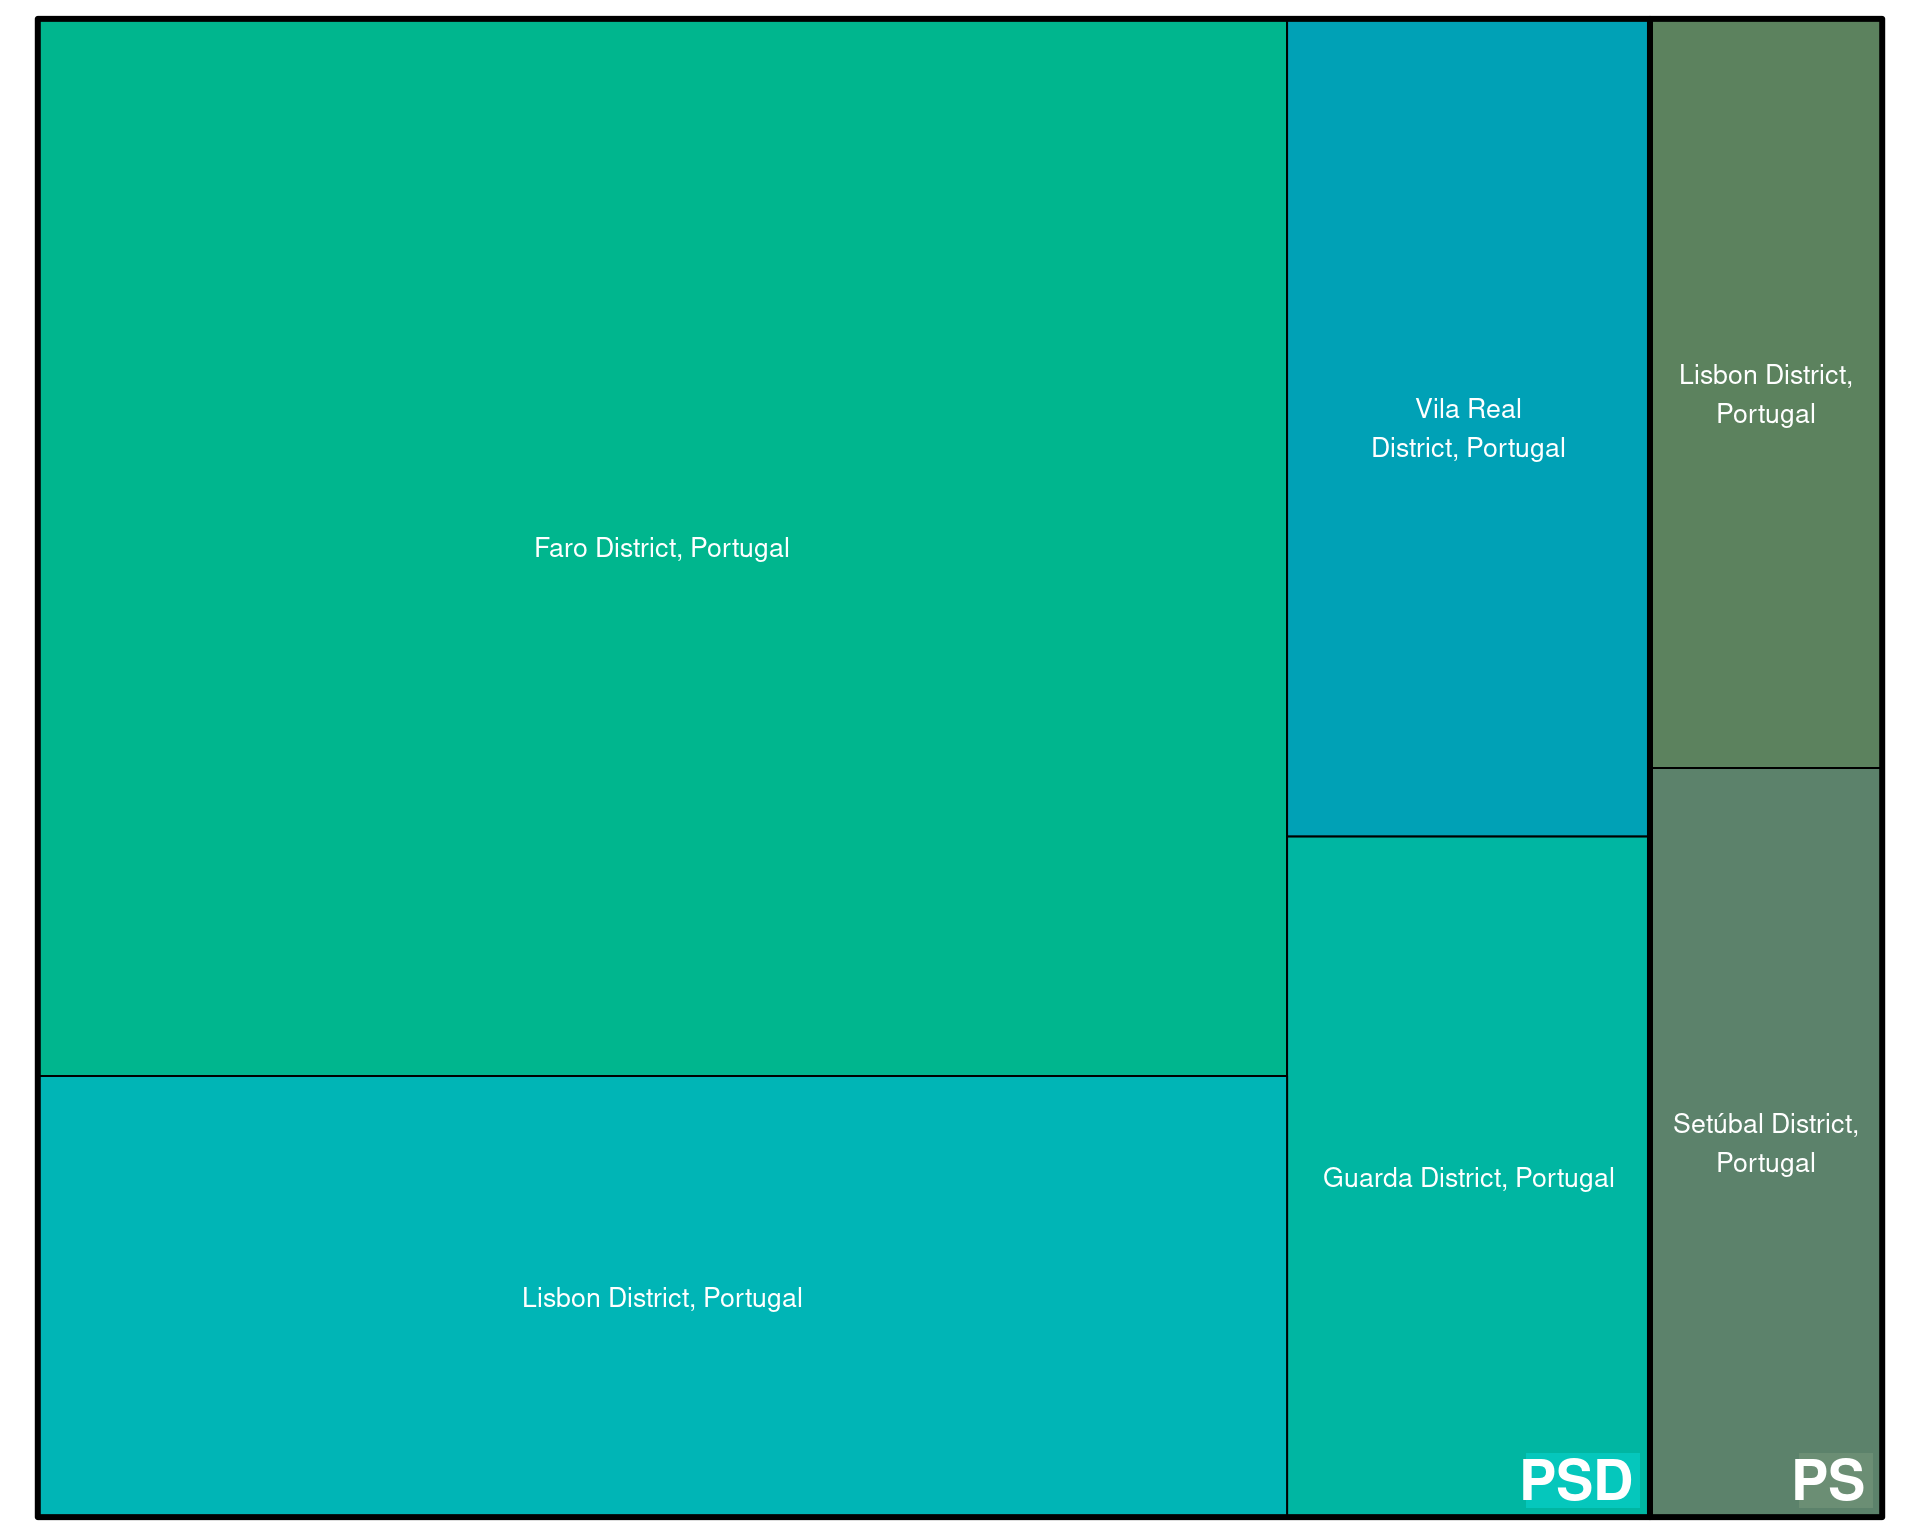 Faro District, Portugal
Lisbon District, Portugal
Vila Real
District, Portugal
Guarda District, Portugal
PSD
Lisbon District,
Portugal
Setúbal District,
Portugal
PS